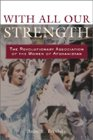 WITH ALL OUR
STRENGTH
THE REVOLUTIONARY ASSOCIATION
OF THE WOMEN OF AFGHANISTAN